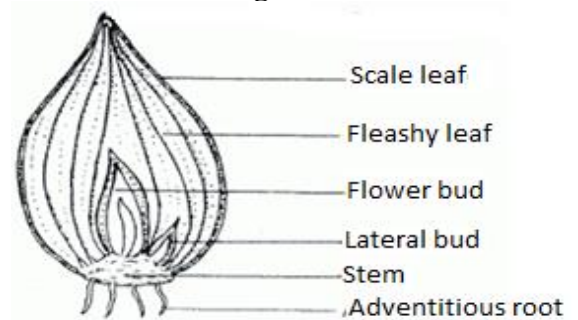 Scale leaf
Fleashy leaf
Flower bud
Lateral bud
Stem
Adventitious root